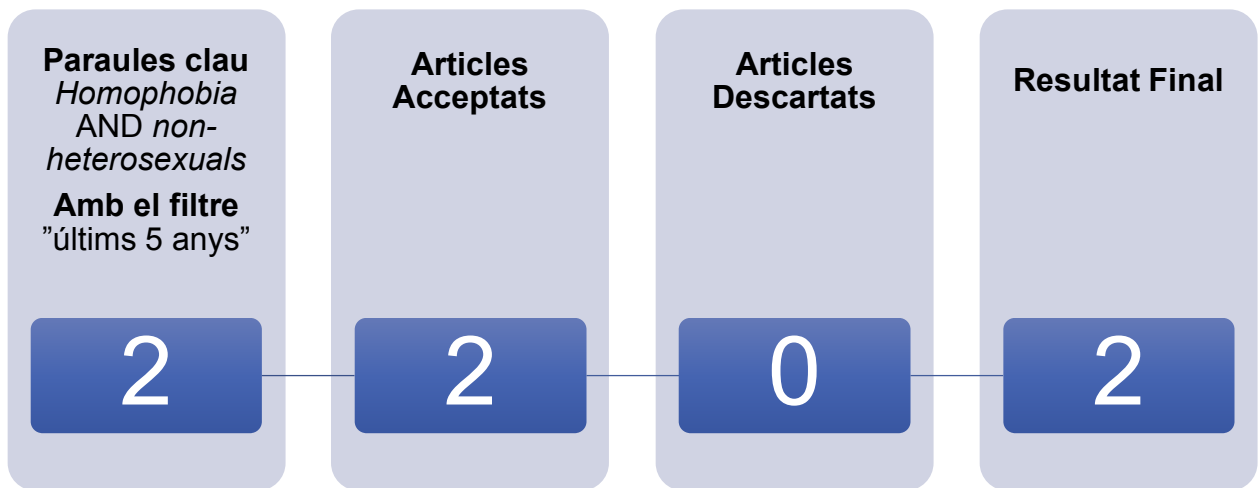 Paraules clau
Homophobia
AND non-
heterosexuals
Amb el filtre
”últims 5 anys”
2
Articles
Acceptats
2
Articles
Descartats
0
Resultat Final
2